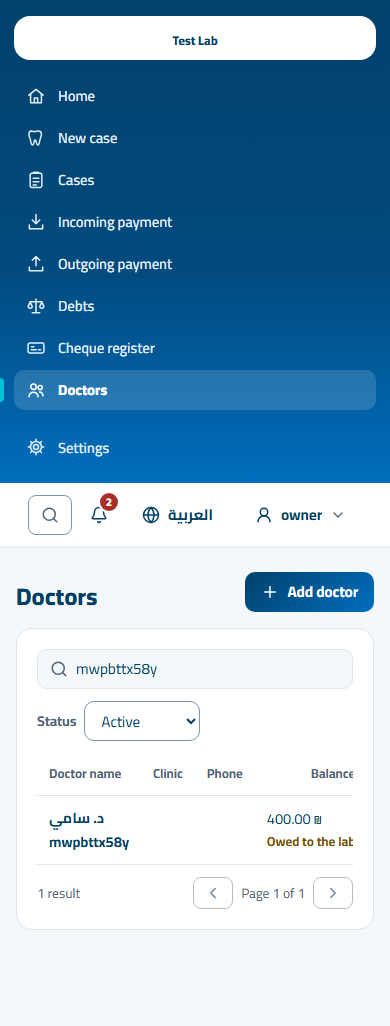 Test Lab
Home
New case
Cases
Incoming payment
Outgoing payment
Debts
Cheque register
Doctors
Settings
2
العربية
owner
Doctors
+ Add doctor
mwpbttx58y
Status Active
Doctor name Clinic Phone Balance
د. سامي
mwpbttx58y
400.00 ₪
Owed to the lab
1 result
Page 1 of 1